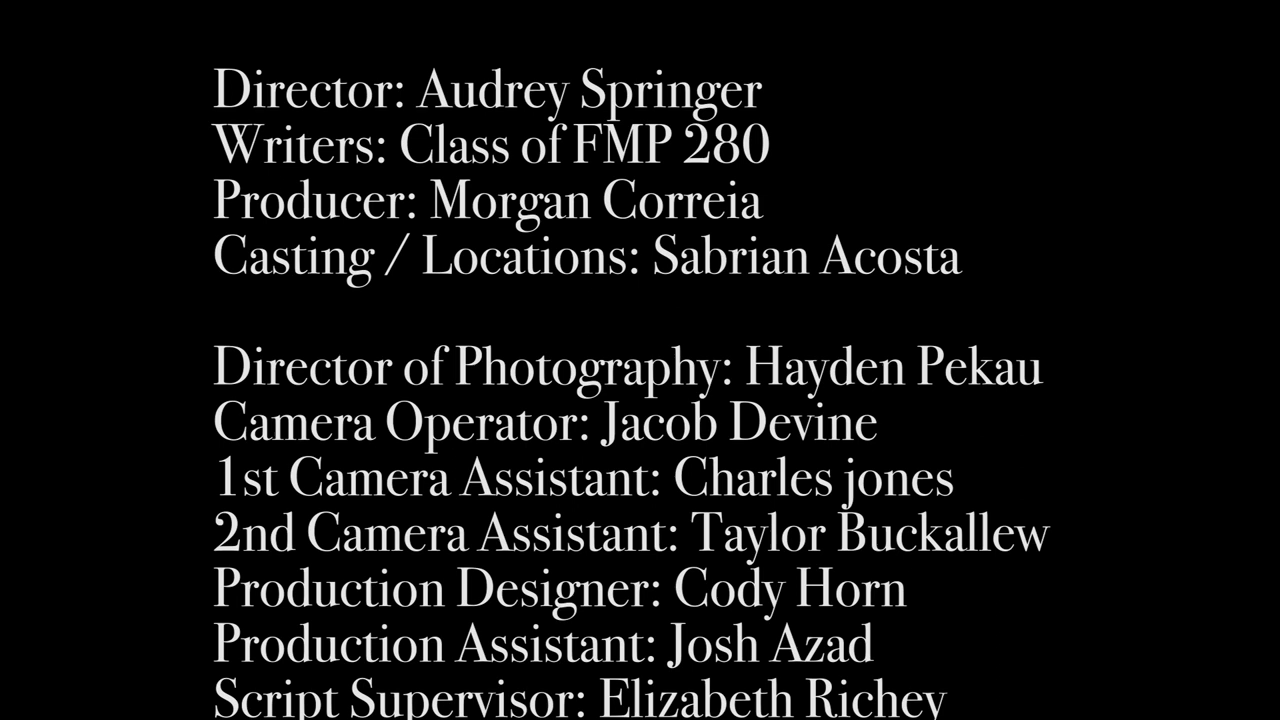 Director: Audrey Springer
Writers: Class of FMP 280
Producer: Morgan Correia
Casting / Locations: Sabrian Acosta
Director of Photography: Hayden Pekau
Camera Operator: Jacob Devine
1st Camera Assistant: Charles jones
2nd Camera Assistant: Taylor Buckallew
Production Designer: Cody Horn
Production Assistant: Josh Azad
Script Supervisor: Elizabeth Richey